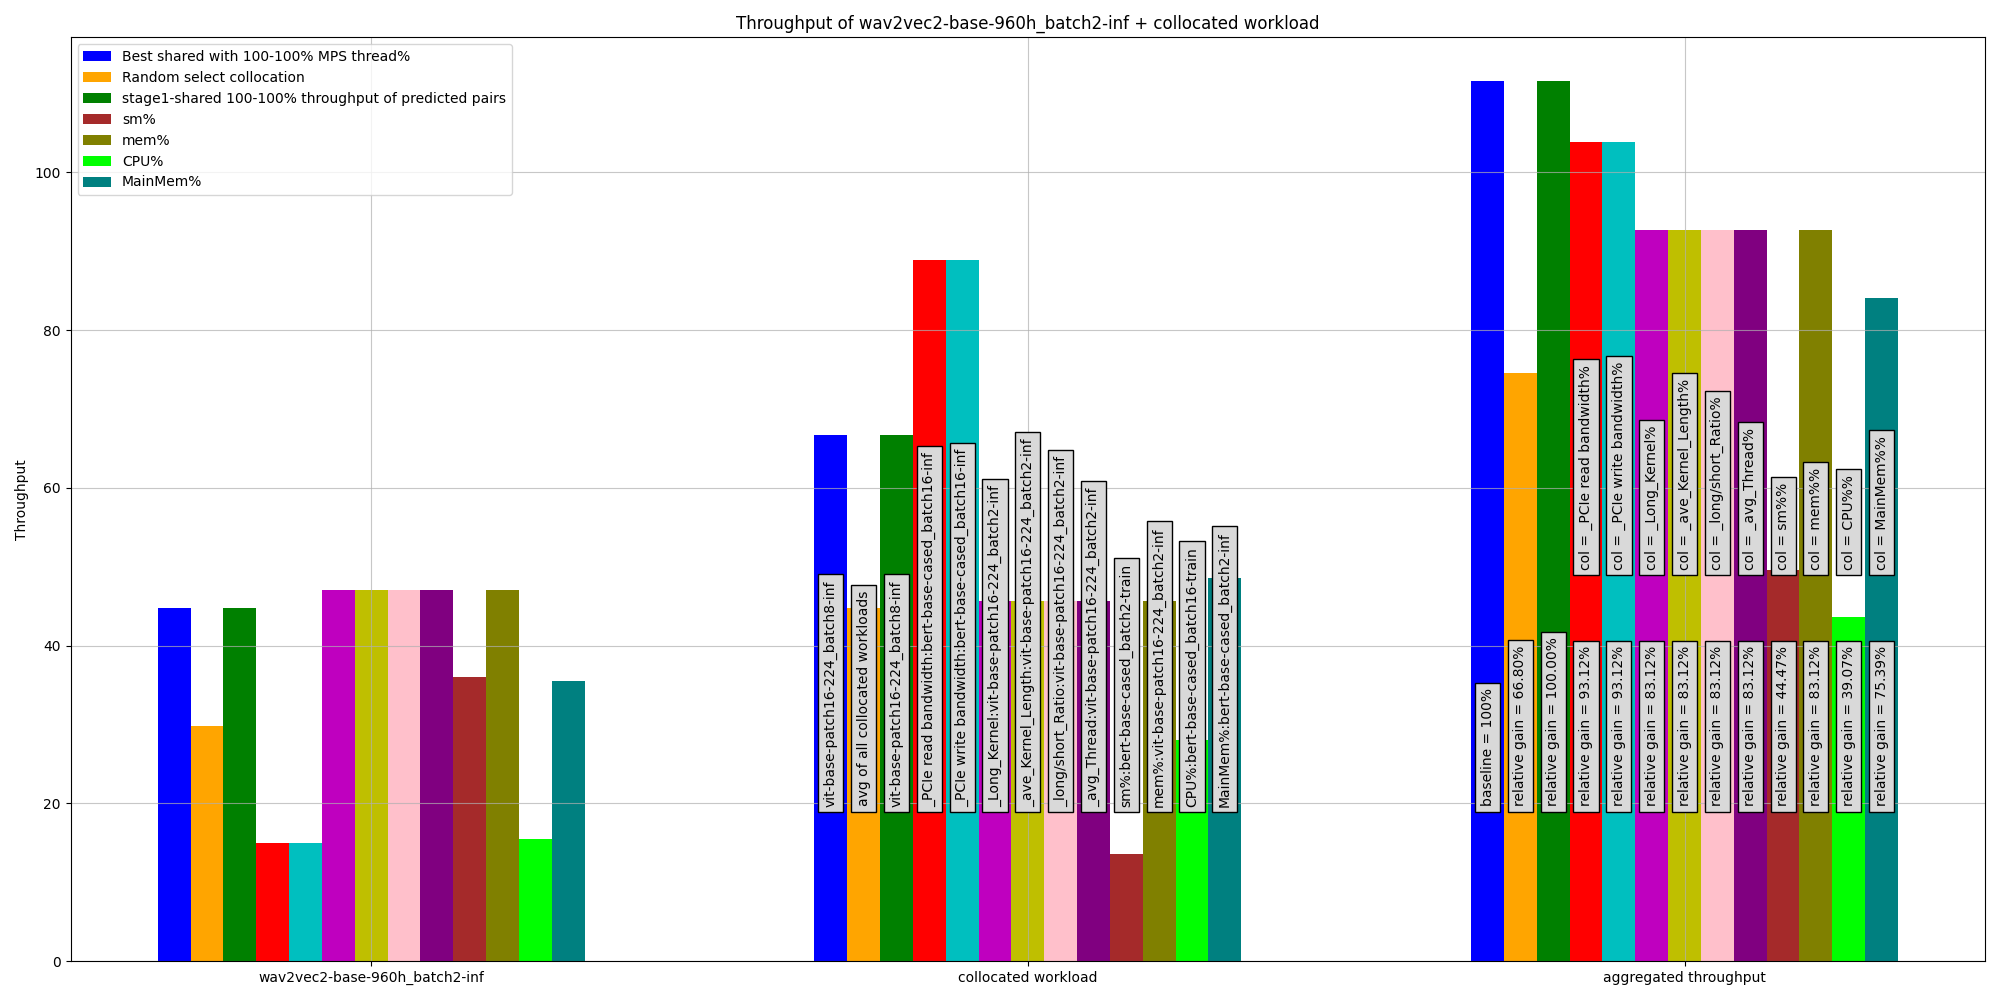 Throughput of wav2vec2-base-960h_batch2-inf + collocated workload
Best shared with 100-100% MPS thread%
Random select collocation
stage1-shared 100-100% throughput of predicted pairs
sm%
mem%
CPU%
MainMem%
Throughput
100
80
60
40
20
0
vit-base-patch16-224_batch8-inf
avg of all collocated workloads
vit-base-patch16-224_batch8-inf
_PCIe read bandwidth:bert-base-cased_batch16-inf
_PCIe write bandwidth:bert-base-cased_batch16-inf
_Long_Kernel:vit-base-patch16-224_batch2-inf
_ave_Kernel_Length:vit-base-patch16-224_batch2-inf
_long/short_Ratio:vit-base-patch16-224_batch2-inf
_avg_Thread:vit-base-patch16-224_batch2-inf
sm%:bert-base-cased_batch2-train
mem%:vit-base-patch16-224_batch2-inf
CPU%:bert-base-cased_batch16-train
MainMem%:bert-base-cased_batch2-inf
col = _PCIe read bandwidth%
col = _PCIe write bandwidth%
col = _Long_Kernel%
col = _ave_Kernel_Length%
col = _long/short_Ratio%
col = _avg_Thread%
col = sm%%
col = mem%%
col = CPU%%
col = MainMem%%
baseline = 100%
relative gain = 66.80%
relative gain = 100.00%
relative gain = 93.12%
relative gain = 93.12%
relative gain = 83.12%
relative gain = 83.12%
relative gain = 83.12%
relative gain = 83.12%
relative gain = 44.47%
relative gain = 83.12%
relative gain = 39.07%
relative gain = 75.39%
wav2vec2-base-960h_batch2-inf
collocated workload
aggregated throughput